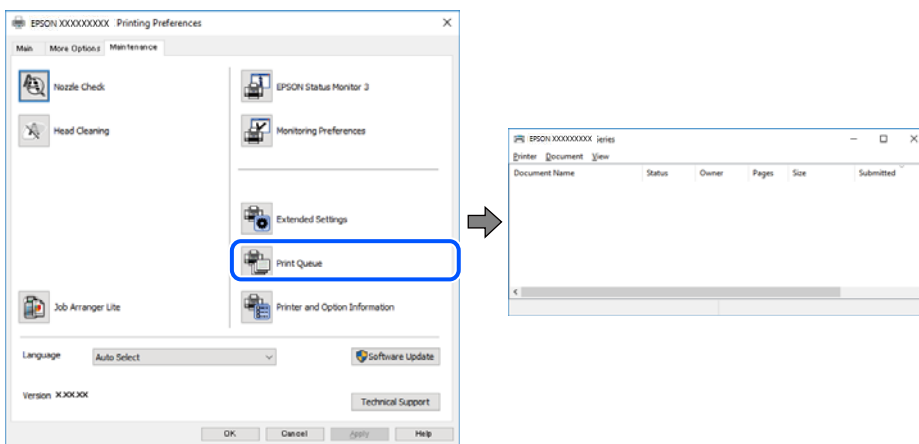 EPSON XXXXXXXXX Printing Preferences
Main More Options Maintenance
Nozzle Check
EPSON Status Monitor 3
Head Cleaning
Monitoring Preferences
Extended Settings
Print Queue
Job Arranger Lite
Printer and Option Information
Language Auto Select
Software Update
Version X.XX.XX
Technical Support
OK Cancel Apply Help
EPSON XXXXXXXXX ieries
Printer Document View
Document Name Status Owner Pages Size Submitted